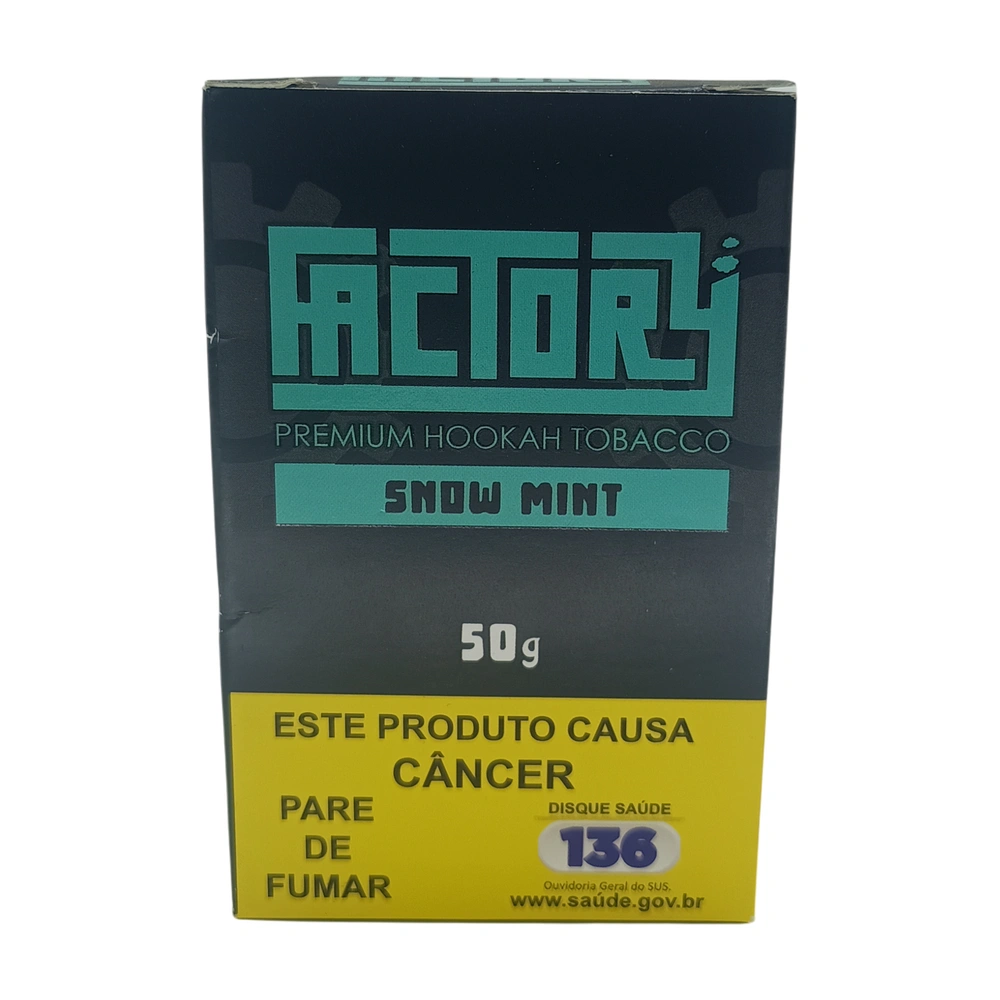 FACTORY
FACTORY
PREMIUM HOOKAH TOBACCO
SNOW MINT
50g
ESTE PRODUTO CAUSA
CÂNCER
PARE
DE
FUMAR
DISQUE SAÚDE
136
Ouvidoria Geral do SUS.
www.saúde.gov.br